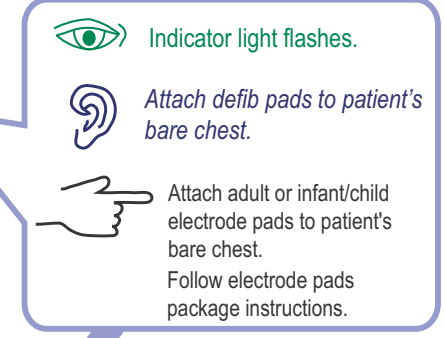 Indicator light flashes.
Attach defib pads to patient's
bare chest.
Attach adult or infant/child
electrode pads to patient's
bare chest.
Follow electrode pads
package instructions.